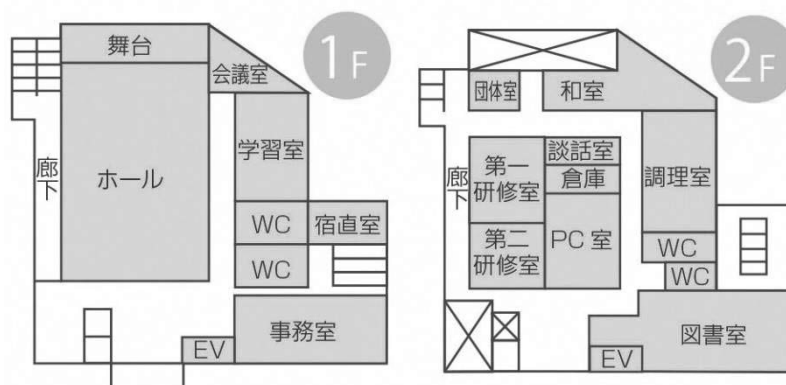 1F
舞台
会議室
学習室
廊下
ホール
WC
宿直室
WC
事務室
EV
2F
団体室
和室
談話室
第一
研修室
倉庫
調理室
廊下
第二
研修室
PC室
WC
WC
図書室
EV